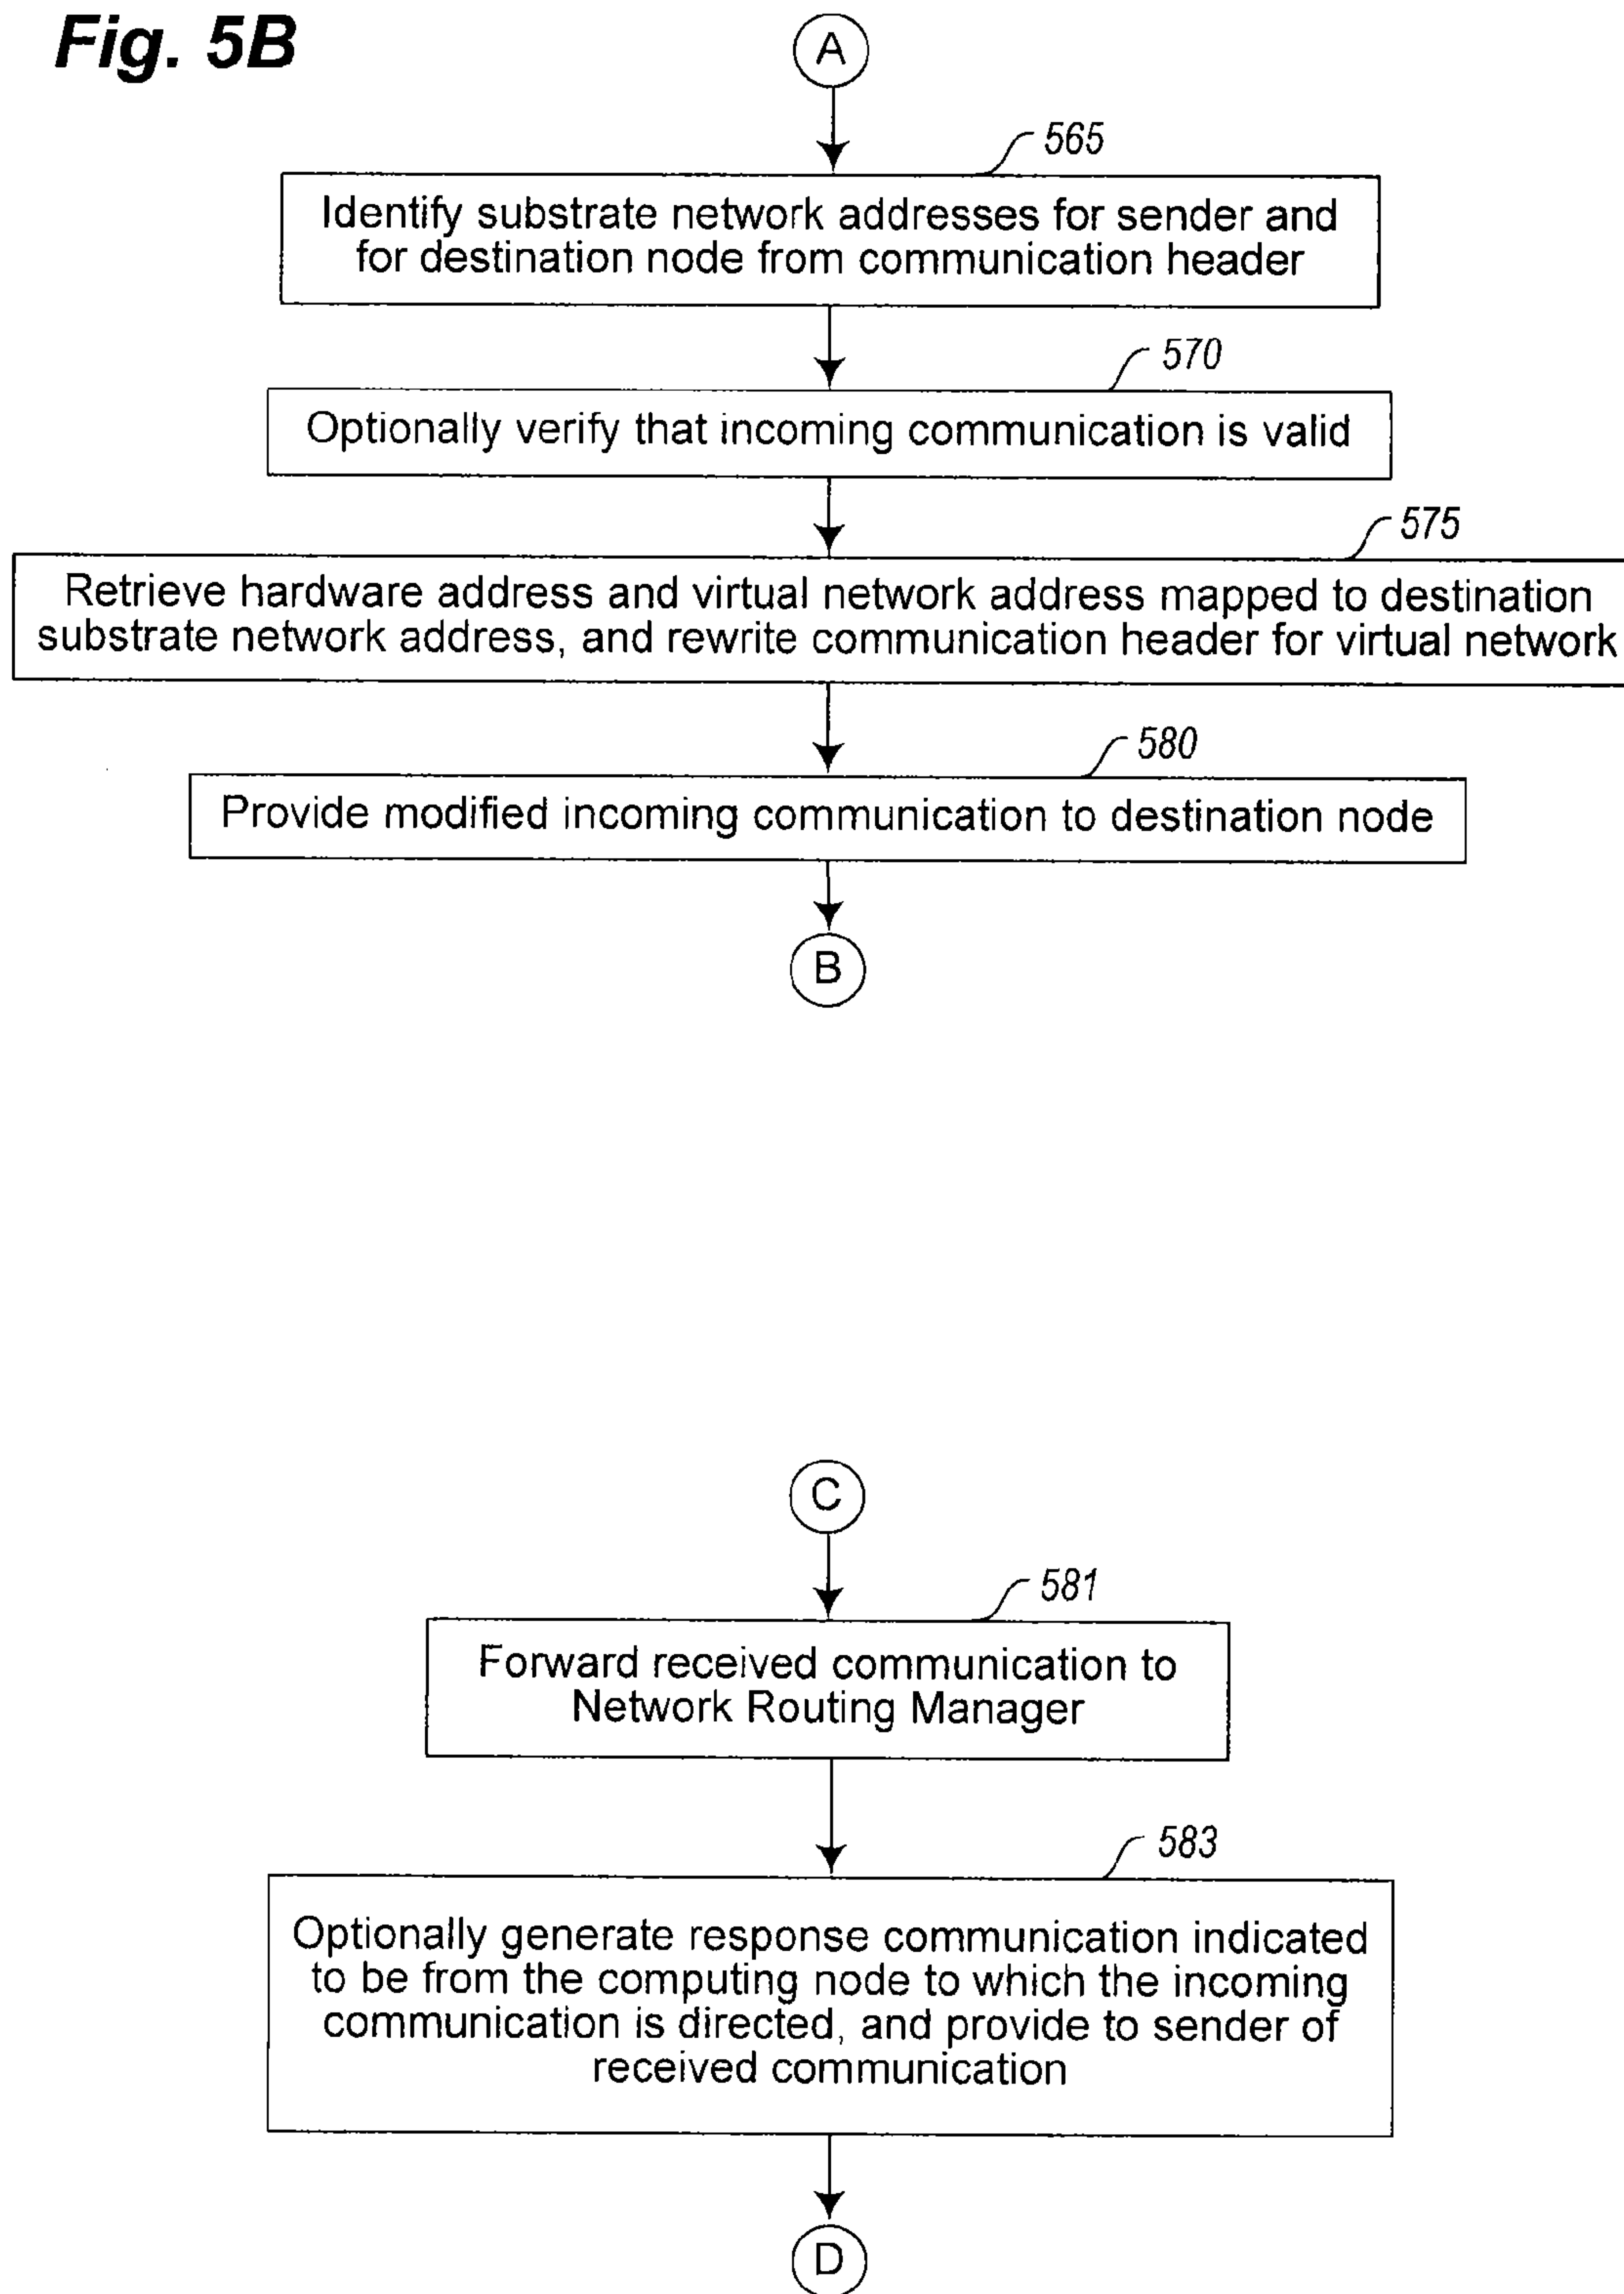 Fig. 5B
A
565
Identify substrate network addresses for sender and
for destination node from communication header
570
Optionally verify that incoming communication is valid
575
Retrieve hardware address and virtual network address mapped to destination
substrate network address, and rewrite communication header for virtual network
580
Provide modified incoming communication to destination node
B
C
581
Forward received communication to
Network Routing Manager
583
Optionally generate response communication indicated
to be from the computing node to which the incoming
communication is directed, and provide to sender of
received communication
D